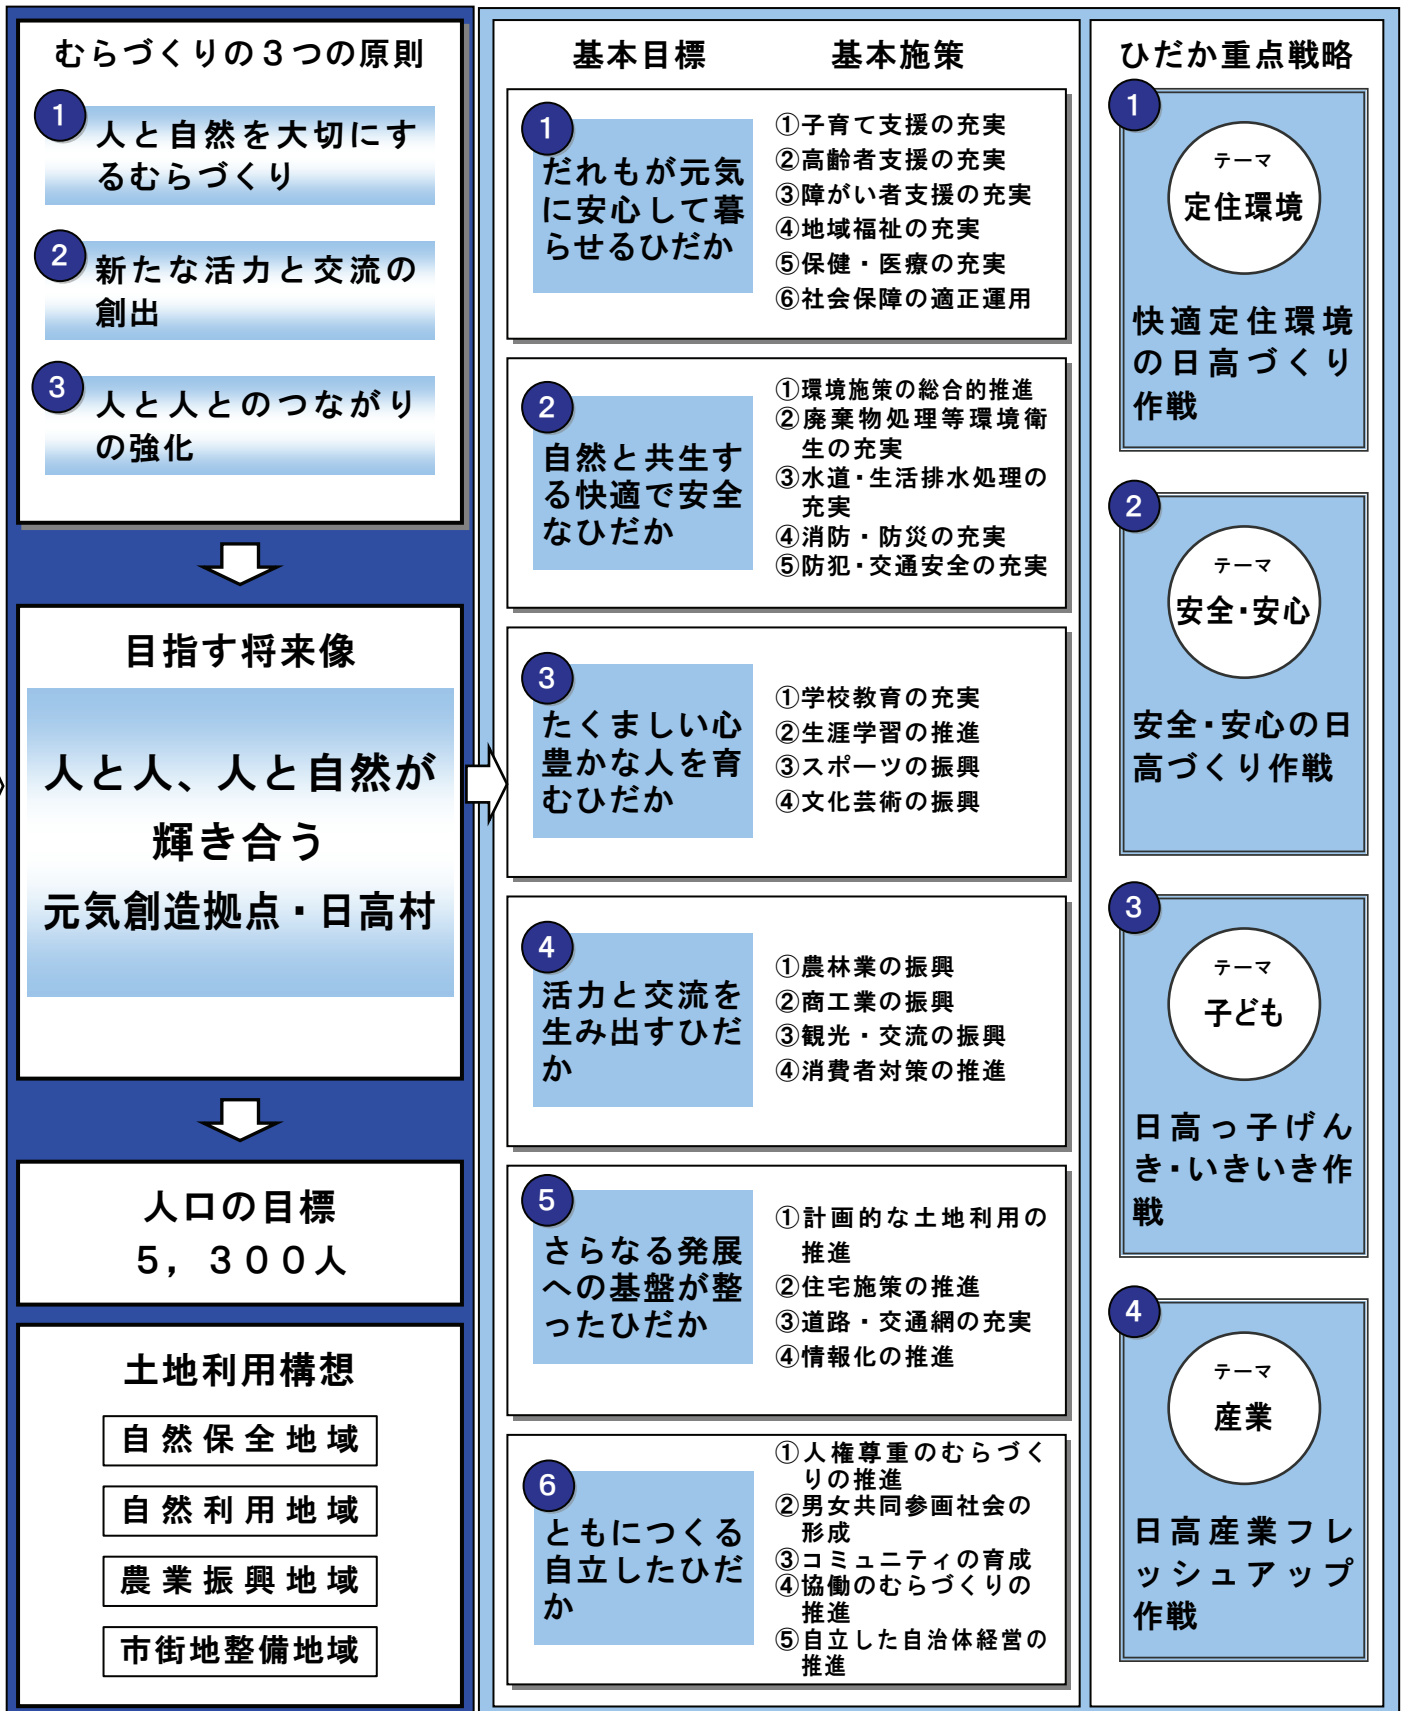 むらづくりの３つの原則
1
人と自然を大切にす
るむらづくり
2
新たな活力と交流の
創出
3
人と人とのつながり
の強化
目指す将来像
人と人、人と自然が
輝き合う
元気創造拠点・日高村
人口の目標
５，３００人
土地利用構想
自然保全地域
自然利用地域
農業振興地域
市街地整備地域
基本目標
基本施策
1
だれもが元気
に安心して暮
らせるひだか
①子育て支援の充実
②高齢者支援の充実
③障がい者支援の充実
④地域福祉の充実
⑤保健・医療の充実
⑥社会保障の適正運用
2
自然と共生す
る快適で安全
なひだか
①環境施策の総合的推進
②廃棄物処理等環境衛
生の充実
③水道・生活排水処理の
充実
④消防・防災の充実
⑤防犯・交通安全の充実
3
たくましい心
豊かな人を育
むひだか
①学校教育の充実
②生涯学習の推進
③スポーツの振興
④文化芸術の振興
4
活力と交流を
生み出すひだ
か
①農林業の振興
②商工業の振興
③観光・交流の振興
④消費者対策の推進
5
さらなる発展
への基盤が整
ったひだか
①計画的な土地利用の
推進
②住宅施策の推進
③道路・交通網の充実
④情報化の推進
6
ともにつくる
自立したひだ
か
①人権尊重のむらづく
りの推進
②男女共同参画社会の
形成
③コミュニティの育成
④協働のむらづくりの
推進
⑤自立した自治体経営の
推進
ひだか重点戦略
1
テーマ
定住環境
快適定住環境
の日高づくり
作戦
2
テーマ
安全・安心
安全・安心の日
高づくり作戦
3
テーマ
子ども
日高っ子げん
き・いきいき作
戦
4
テーマ
産業
日高産業フレ
ッシュアップ
作戦